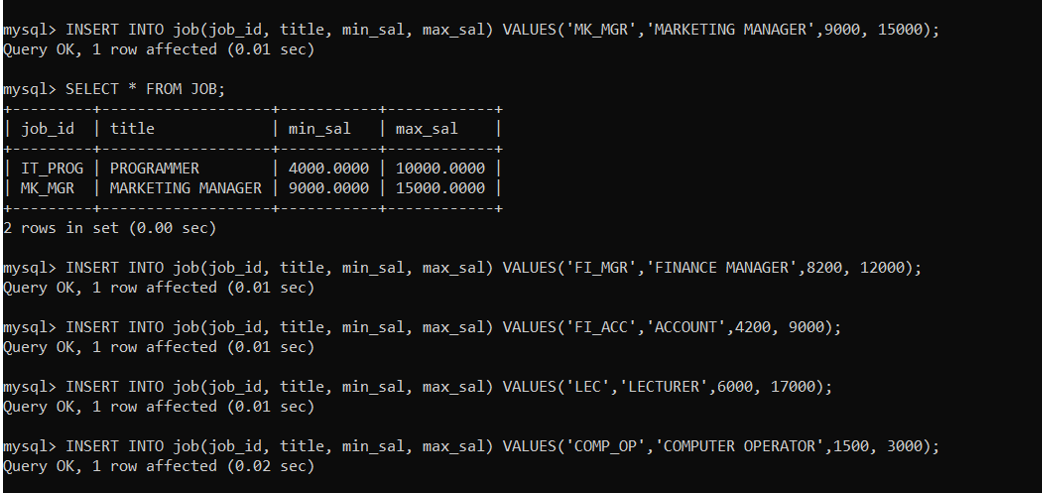 mysql> INSERT INTO job(job_id, title, min_sal, max_sal) VALUES('MK_MGR','MARKETING MANAGER',9000, 15000);
Query OK, 1 row affected (0.01 sec)
mysql> SELECT * FROM JOB;
+---------+-------------------+-----------+------------+
| job_id  | title             | min_sal   | max_sal    |
+---------+-------------------+-----------+------------+
| IT_PROG | PROGRAMMER        | 4000.0000 | 10000.0000 |
| MK_MGR  | MARKETING MANAGER | 9000.0000 | 15000.0000 |
+---------+-------------------+-----------+------------+
2 rows in set (0.00 sec)
mysql> INSERT INTO job(job_id, title, min_sal, max_sal) VALUES('FI_MGR','FINANCE MANAGER',8200, 12000);
Query OK, 1 row affected (0.01 sec)
mysql> INSERT INTO job(job_id, title, min_sal, max_sal) VALUES('FI_ACC','ACCOUNT',4200, 9000);
Query OK, 1 row affected (0.01 sec)
mysql> INSERT INTO job(job_id, title, min_sal, max_sal) VALUES('LEC','LECTURER',6000, 17000);
Query OK, 1 row affected (0.01 sec)
mysql> INSERT INTO job(job_id, title, min_sal, max_sal) VALUES('COMP_OP','COMPUTER OPERATOR',1500, 3000);
Query OK, 1 row affected (0.02 sec)